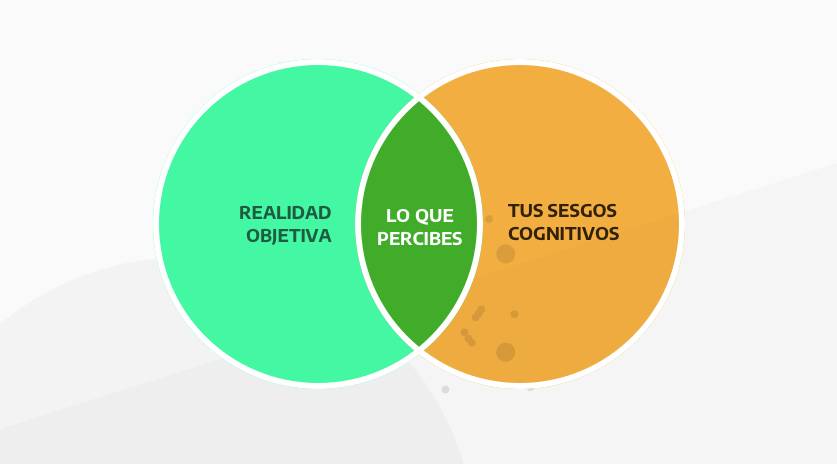 REALIDAD
OBJETIVA
LO QUE
PERCIBES
TUS SESGOS
COGNITIVOS